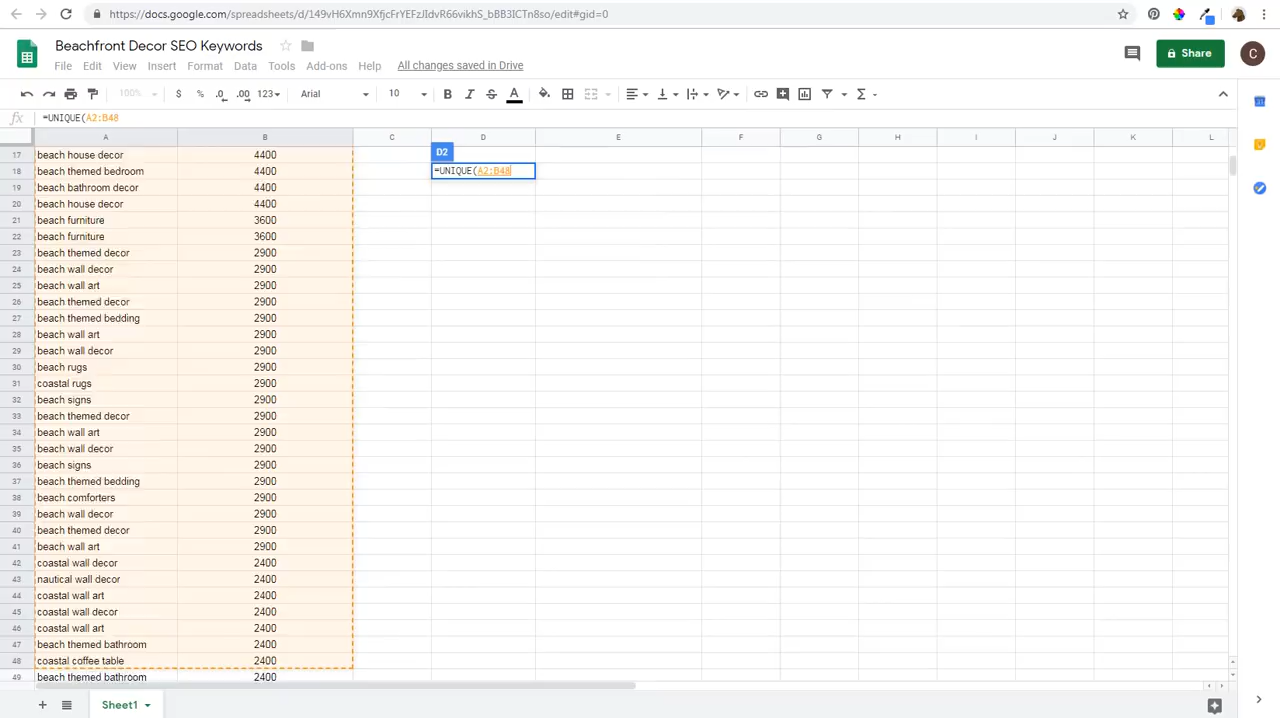 https://docs.google.com/spreadsheets/d/149vH6Xmn9XfjcFrYEFzJIdvR66vikhS_bBB3ICTn8so/edit#gid=0
Beachfront Decor SEO Keywords
File Edit View Insert Format Data Tools Add-ons Help All changes saved in Drive
Share
C
100% $ % .0 .00 123 Arial 10 B I S A
fx =UNIQUE(A2:B48
A B C D E F G H I J K L
D2
17 beach house decor 4400
18 beach themed bedroom 4400 =UNIQUE(A2:B48
19 beach bathroom decor 4400
20 beach house decor 4400
21 beach furniture 3600
22 beach furniture 3600
23 beach themed decor 2900
24 beach wall decor 2900
25 beach wall art 2900
26 beach themed decor 2900
27 beach themed bedding 2900
28 beach wall art 2900
29 beach wall decor 2900
30 beach rugs 2900
31 coastal rugs 2900
32 beach signs 2900
33 beach themed decor 2900
34 beach wall art 2900
35 beach wall decor 2900
36 beach signs 2900
37 beach themed bedding 2900
38 beach comforters 2900
39 beach wall decor 2900
40 beach themed decor 2900
41 beach wall art 2900
42 coastal wall decor 2400
43 nautical wall decor 2400
44 coastal wall art 2400
45 coastal wall decor 2400
46 coastal wall art 2400
47 beach themed bathroom 2400
48 coastal coffee table 2400
49 beach themed bathroom 2400
Sheet1